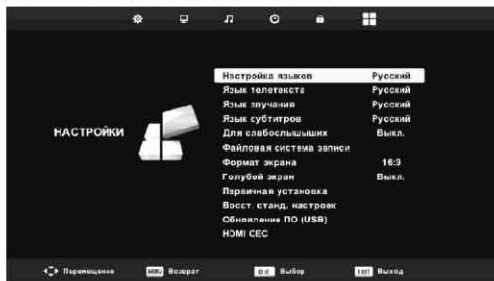 Настройка языков Русский
Язык телетекста Русский
Язык звучания Русский
Язык субтитров Русский
НАСТРОЙКИ
Для слабослышыших Выкл.
Файловая система записи
Формат экрана 16:9
Голубой экран Выкл.
Первичная установка
Восст. станд. настроек
Обновление ПО (USB)
HDMI CEC
Перемещение MENU Возврат OK Выбор EXIT Выход